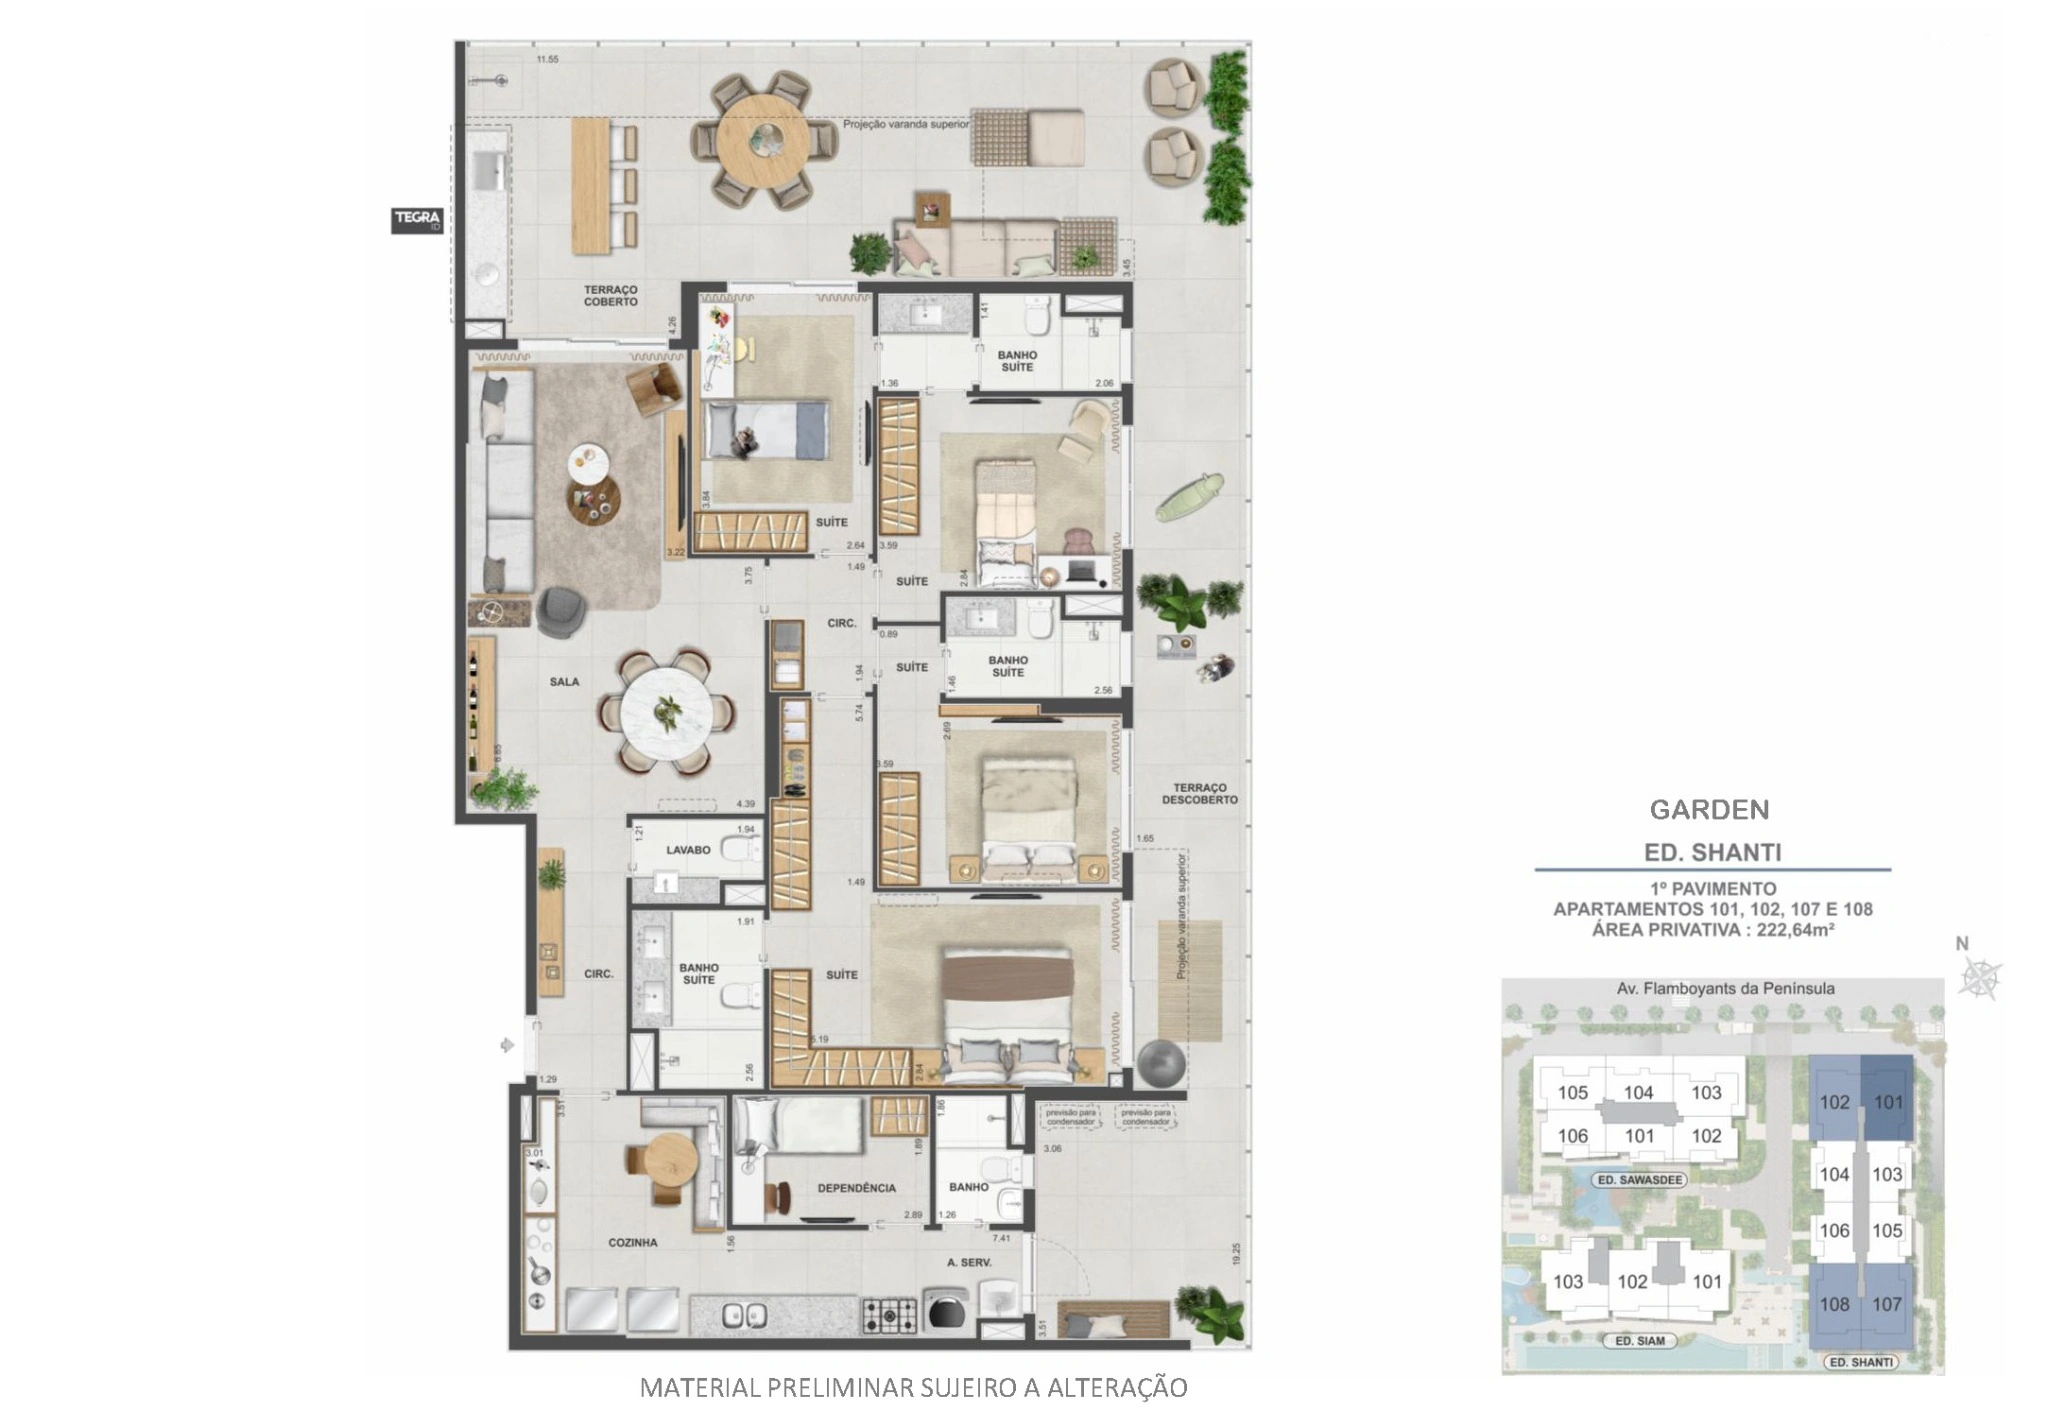 11.55
Projeção varanda superior
TEGRA
ID
3.45
TERRAÇO
COBERTO
4.26
1.41
BANHO
SUÍTE
1.36
2.06
3.84
SUÍTE
2.64
3.59
3.22
1.49
3.75
SUÍTE
2.84
CIRC.
0.89
1.94
SUÍTE
BANHO
SUÍTE
1.46
2.56
SALA
5.74
2.69
3.59
6.85
4.39
TERRAÇO
DESCOBERTO
1.65
1.21
1.94
LAVABO
1.49
Projeção varanda superior
1.91
BANHO
SUÍTE
SUÍTE
CIRC.
5.19
2.84
2.56
1.29
3.51
1.86
previsão para
condensador
previsão para
condensador
3.06
3.01
1.89
DEPENDÊNCIA
BANHO
2.89
1.26
7.41
COZINHA
1.56
A. SERV.
19.25
3.51
MATERIAL PRELIMINAR SUJEIRO A ALTERAÇÃO
GARDEN
ED. SHANTI
1º PAVIMENTO
APARTAMENTOS 101, 102, 107 E 108
ÁREA PRIVATIVA : 222,64m²
N
Av. Flamboyants da Península
105
104
103
106
101
102
ED. SAWASDEE
102
101
104
103
106
105
108
107
ED. SHANTI
103
102
101
ED. SIAM